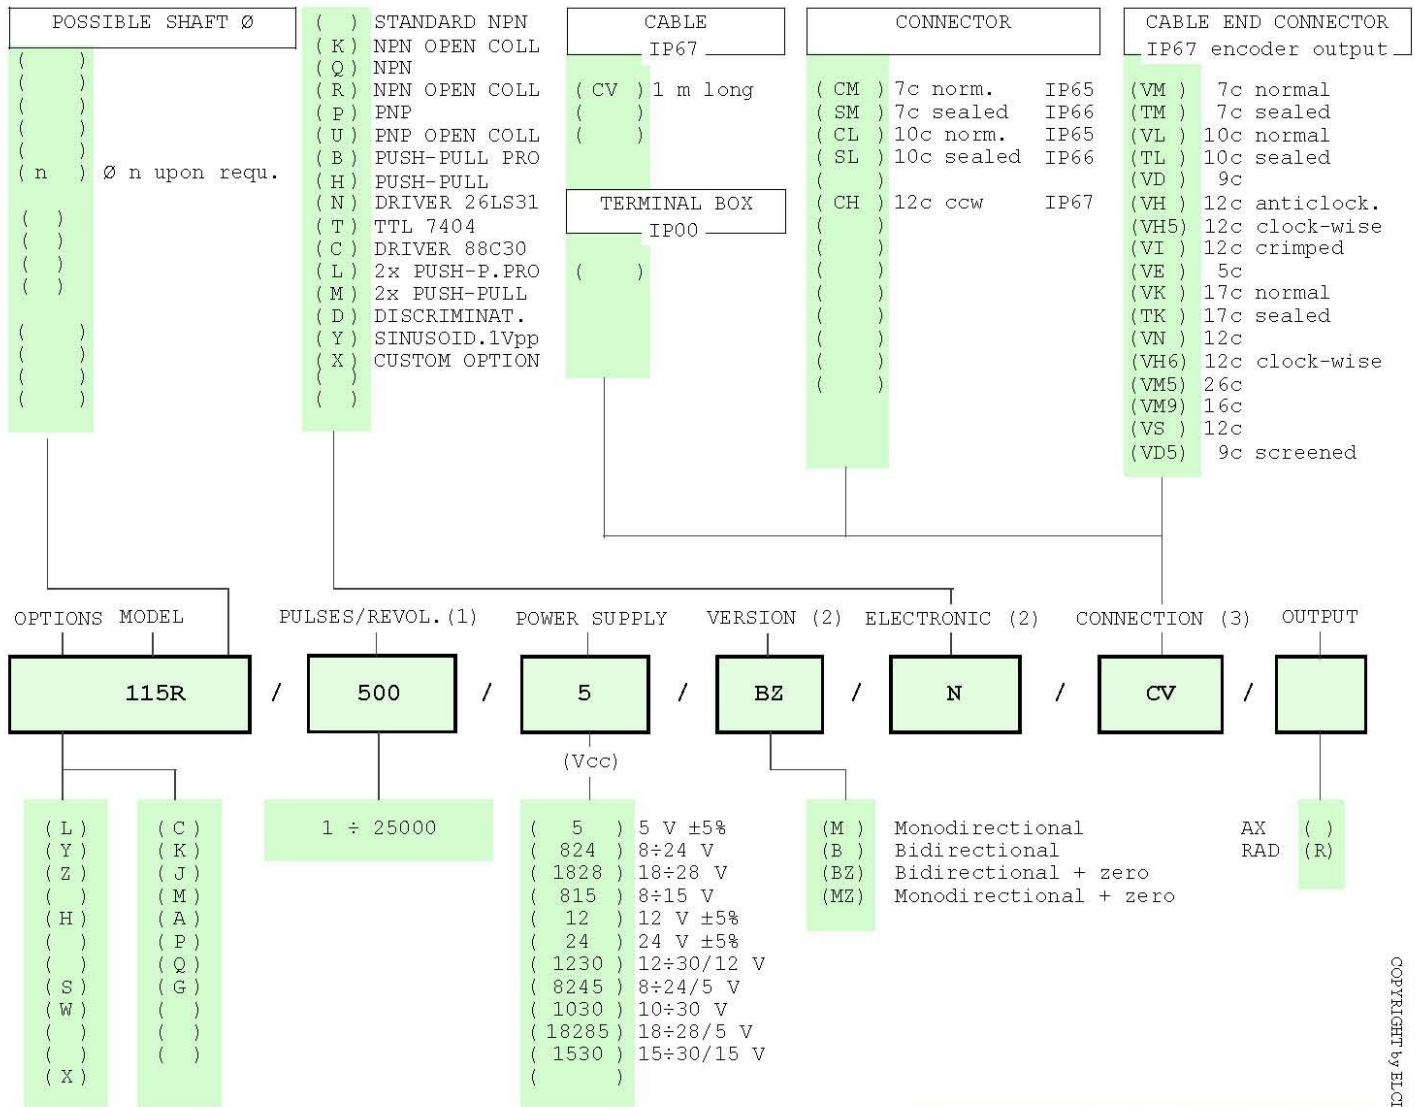 POSSIBLE SHAFT Ø
( )
( )
( )
( )
( )
( n ) Ø n upon requ.
( )
( )
( )
( )
( )
( )
( )
( )
( ) STANDARD NPN
( K ) NPN OPEN COLL
( Q ) NPN
( R ) NPN OPEN COLL
( P ) PNP
( U ) PNP OPEN COLL
( B ) PUSH-PULL PRO
( H ) PUSH-PULL
( N ) DRIVER 26LS31
( T ) TTL 7404
( C ) DRIVER 88C30
( L ) 2x PUSH-P.PRO
( M ) 2x PUSH-PULL
( D ) DISCRIMINAT.
( Y ) SINUSOID.1Vpp
( X ) CUSTOM OPTION
( )
( )
CABLE
IP67
( CV ) 1 m long
( )
( )
TERMINAL BOX
IP00
( )
CONNECTOR
( CM ) 7c norm. IP65
( SM ) 7c sealed IP66
( CL ) 10c norm. IP65
( SL ) 10c sealed IP66
( )
( CH ) 12c ccw IP67
( )
( )
( )
( )
( )
( )
( )
( )
CABLE END CONNECTOR
IP67 encoder output
(VM ) 7c normal
(TM ) 7c sealed
(VL ) 10c normal
(TL ) 10c sealed
(VD ) 9c
(VH ) 12c anticlock.
(VH5) 12c clock-wise
(VI ) 12c crimped
(VE ) 5c
(VK ) 17c normal
(TK ) 17c sealed
(VN ) 12c
(VH6) 12c clock-wise
(VM5) 26c
(VM9) 16c
(VS ) 12c
(VD5) 9c screened
OPTIONS MODEL PULSES/REVOL.(1) POWER SUPPLY VERSION (2) ELECTRONIC (2) CONNECTION (3) OUTPUT
115R / 500 / 5 / BZ / N / CV /
(Vcc)
( L )
( Y )
( Z )
( )
( H )
( )
( )
( S )
( W )
( )
( )
( X )
( C )
( K )
( J )
( M )
( A )
( P )
( Q )
( G )
( )
( )
( )
1 ÷ 25000
( 5 ) 5 V ±5%
( 824 ) 8÷24 V
( 1828 ) 18÷28 V
( 815 ) 8÷15 V
( 12 ) 12 V ±5%
( 24 ) 24 V ±5%
( 1230 ) 12÷30/12 V
( 8245 ) 8÷24/5 V
( 1030 ) 10÷30 V
( 18285 ) 18÷28/5 V
( 1530 ) 15÷30/15 V
( )
(M ) Monodirectional
(B ) Bidirectional
(BZ) Bidirectional + zero
(MZ) Monodirectional + zero
AX ( )
RAD (R)
COPYRIGHT by ELCI